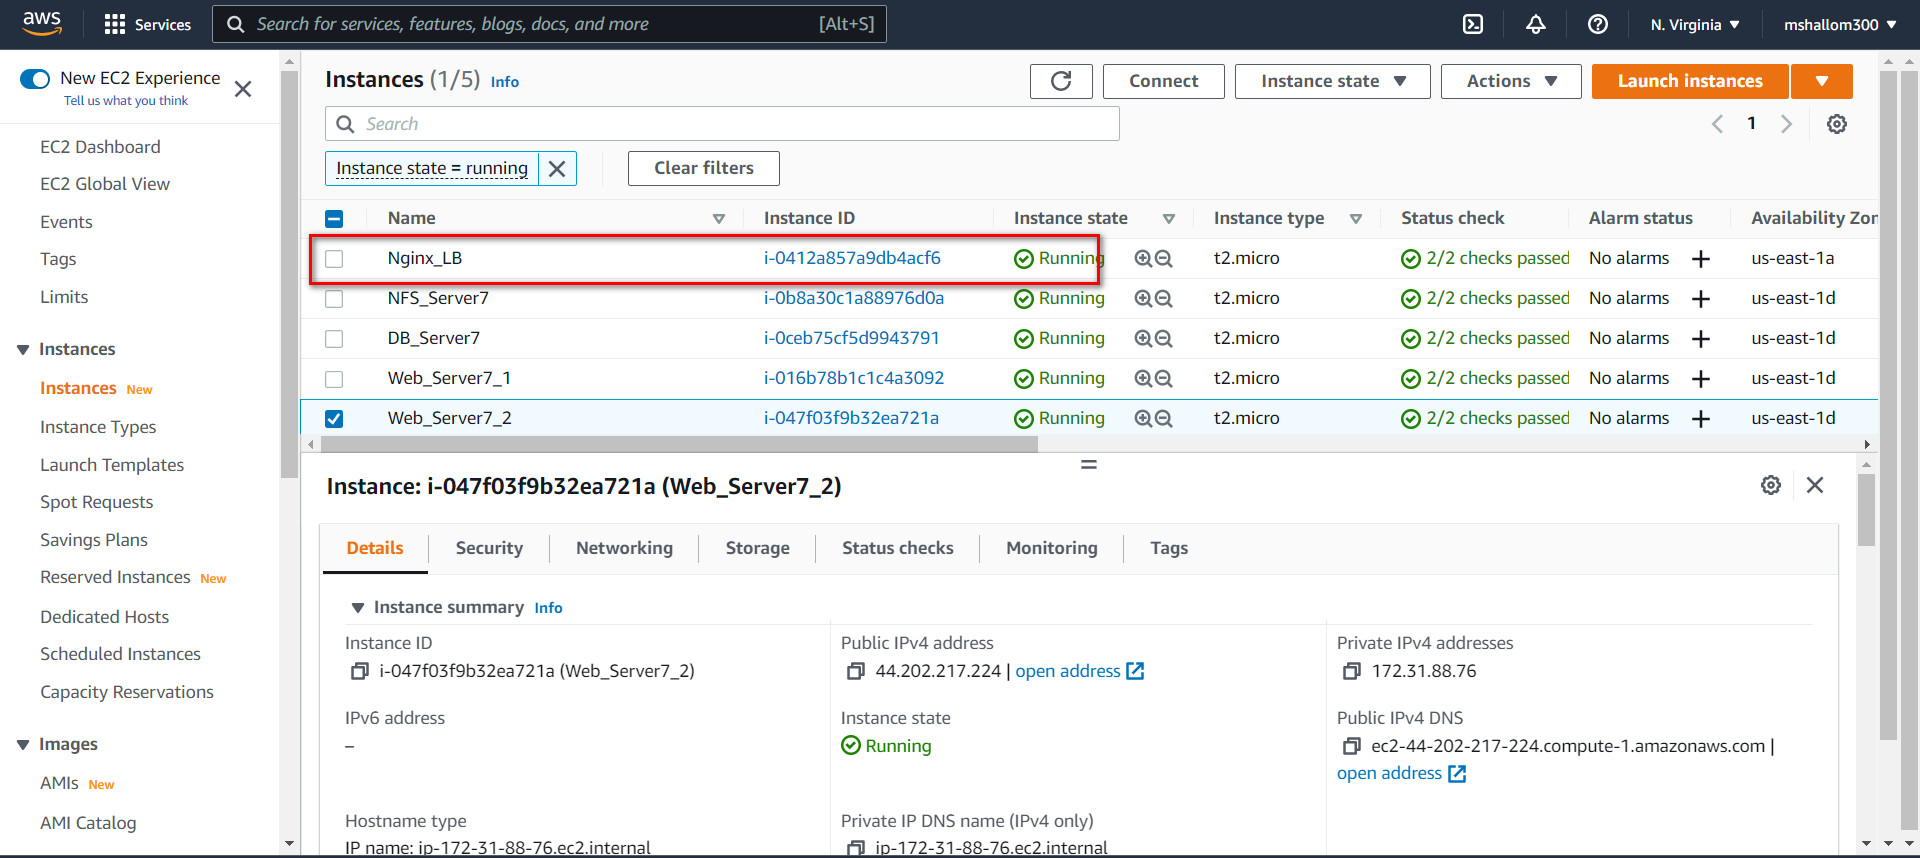 aws Services Search for services, features, blogs, docs, and more [Alt+S] N. Virginia mshallom300
New EC2 Experience
Tell us what you think
EC2 Dashboard
EC2 Global View
Events
Tags
Limits
Instances
Instances New
Instance Types
Launch Templates
Spot Requests
Savings Plans
Reserved Instances New
Dedicated Hosts
Scheduled Instances
Capacity Reservations
Images
AMIs New
AMI Catalog
Instances (1/5) Info Connect Instance state Actions Launch instances
Search 1
Instance state = running Clear filters
Name Instance ID Instance state Instance type Status check Alarm status Availability Zon
Nginx_LB i-0412a857a9db4acf6 Running t2.micro 2/2 checks passed No alarms us-east-1a
NFS_Server7 i-0b8a30c1a88976d0a Running t2.micro 2/2 checks passed No alarms us-east-1d
DB_Server7 i-0ceb75cf5d9943791 Running t2.micro 2/2 checks passed No alarms us-east-1d
Web_Server7_1 i-016b78b1c1c4a3092 Running t2.micro 2/2 checks passed No alarms us-east-1d
Web_Server7_2 i-047f03f9b32ea721a Running t2.micro 2/2 checks passed No alarms us-east-1d
Instance: i-047f03f9b32ea721a (Web_Server7_2)
Details Security Networking Storage Status checks Monitoring Tags
Instance summary Info
Instance ID
i-047f03f9b32ea721a (Web_Server7_2)
Public IPv4 address
44.202.217.224 | open address
Private IPv4 addresses
172.31.88.76
IPv6 address
–
Instance state
Running
Public IPv4 DNS
ec2-44-202-217-224.compute-1.amazonaws.com |
open address
Hostname type
IP name: ip-172-31-88-76.ec2.internal
Private IP DNS name (IPv4 only)
ip-172-31-88-76.ec2.internal